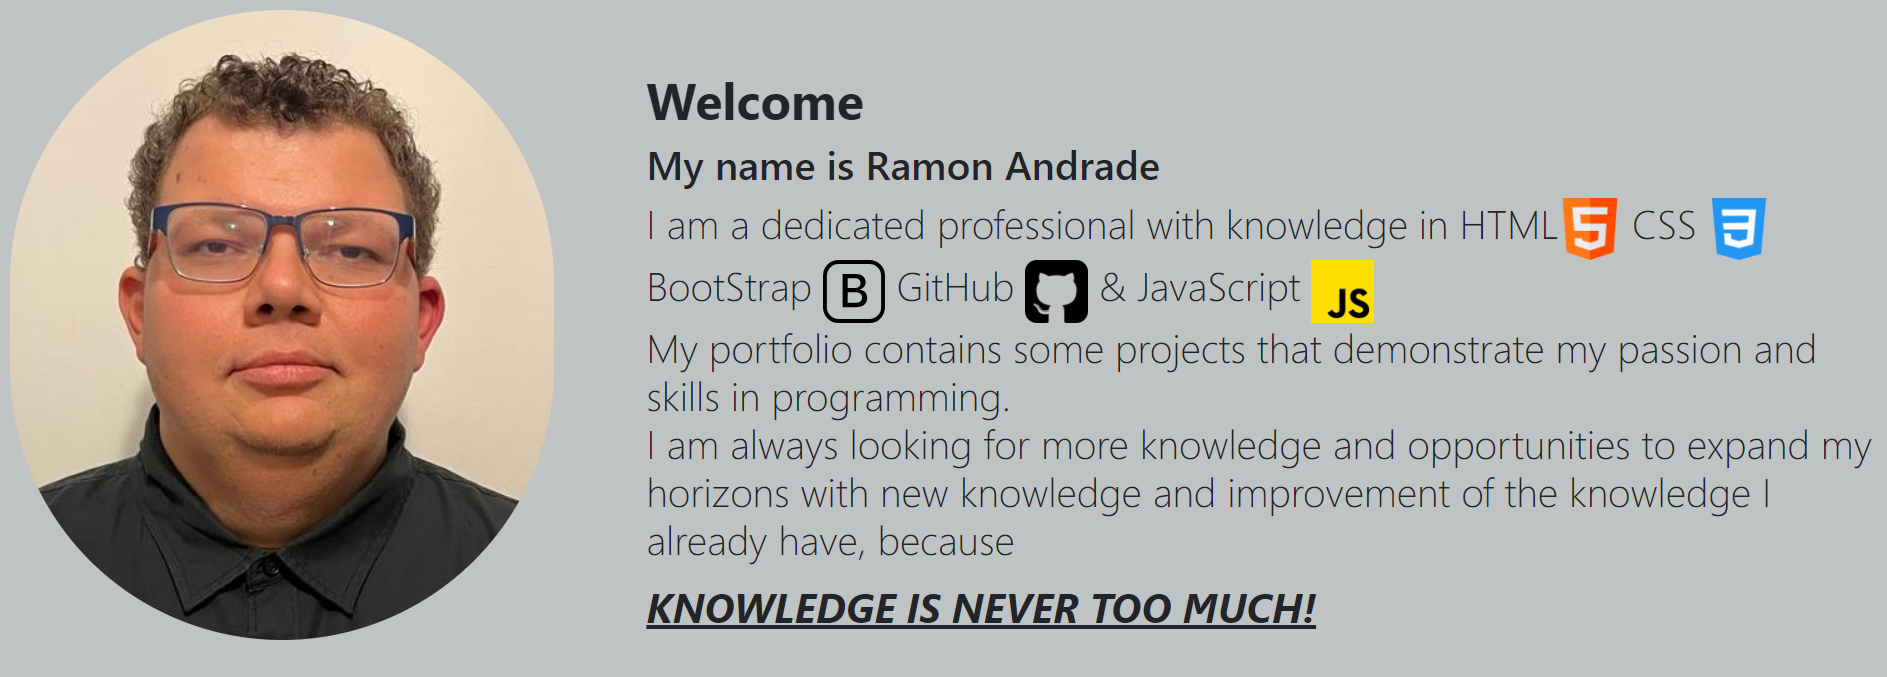 Welcome
My name is Ramon Andrade
I am a dedicated professional with knowledge in HTML 5 CSS 3
BootStrap B GitHub & JavaScript JS
My portfolio contains some projects that demonstrate my passion and
skills in programming.
I am always looking for more knowledge and opportunities to expand my
horizons with new knowledge and improvement of the knowledge I
already have, because
KNOWLEDGE IS NEVER TOO MUCH!